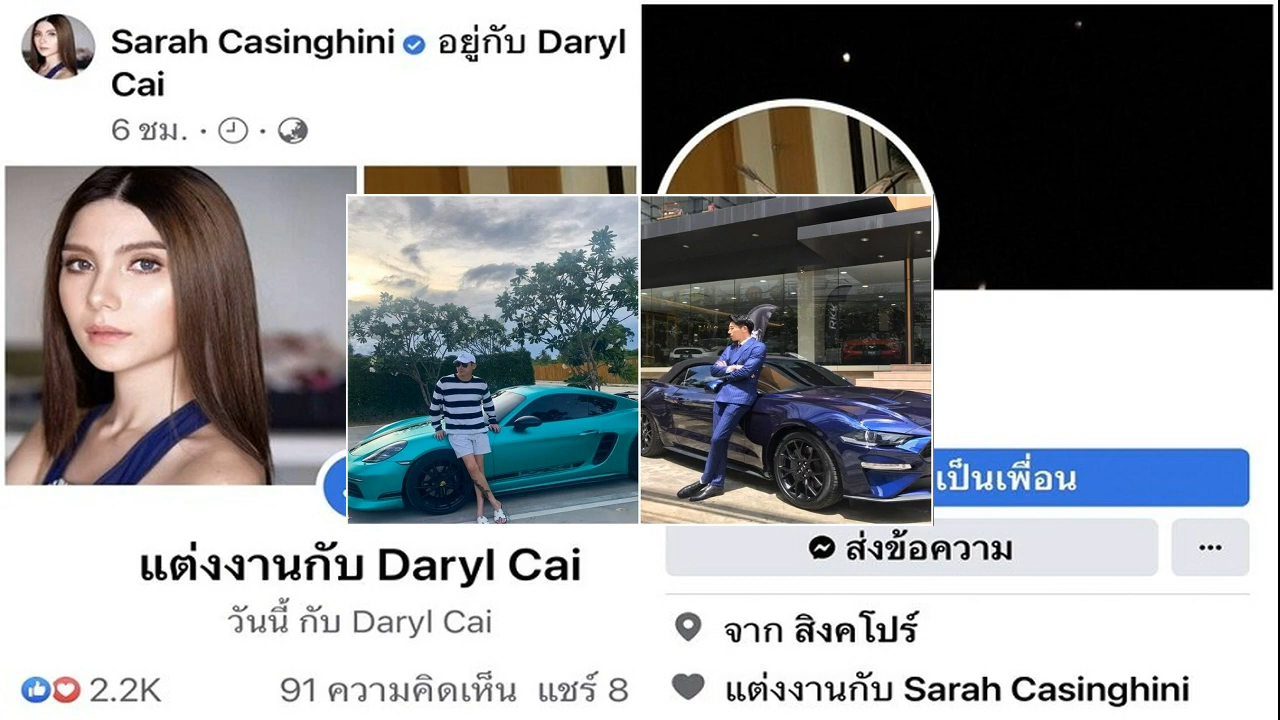 Sarah Casinghini อยู่กับ Daryl
Cai
6 ชม. · ·
แต่งงานกับ Daryl Cai
วันนี้ กับ Daryl Cai
2.2K 91 ความคิดเห็น แชร์ 8
เป็นเพื่อน
ส่งข้อความ
จาก สิงคโปร์
แต่งงานกับ Sarah Casinghini